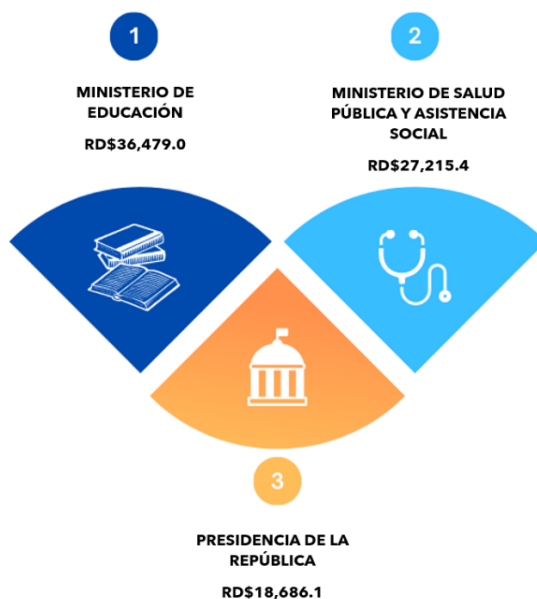 1
MINISTERIO DE
EDUCACIÓN
RD$36,479.0
2
MINISTERIO DE SALUD
PÚBLICA Y ASISTENCIA
SOCIAL
RD$27,215.4
3
PRESIDENCIA DE LA
REPÚBLICA
RD$18,686.1